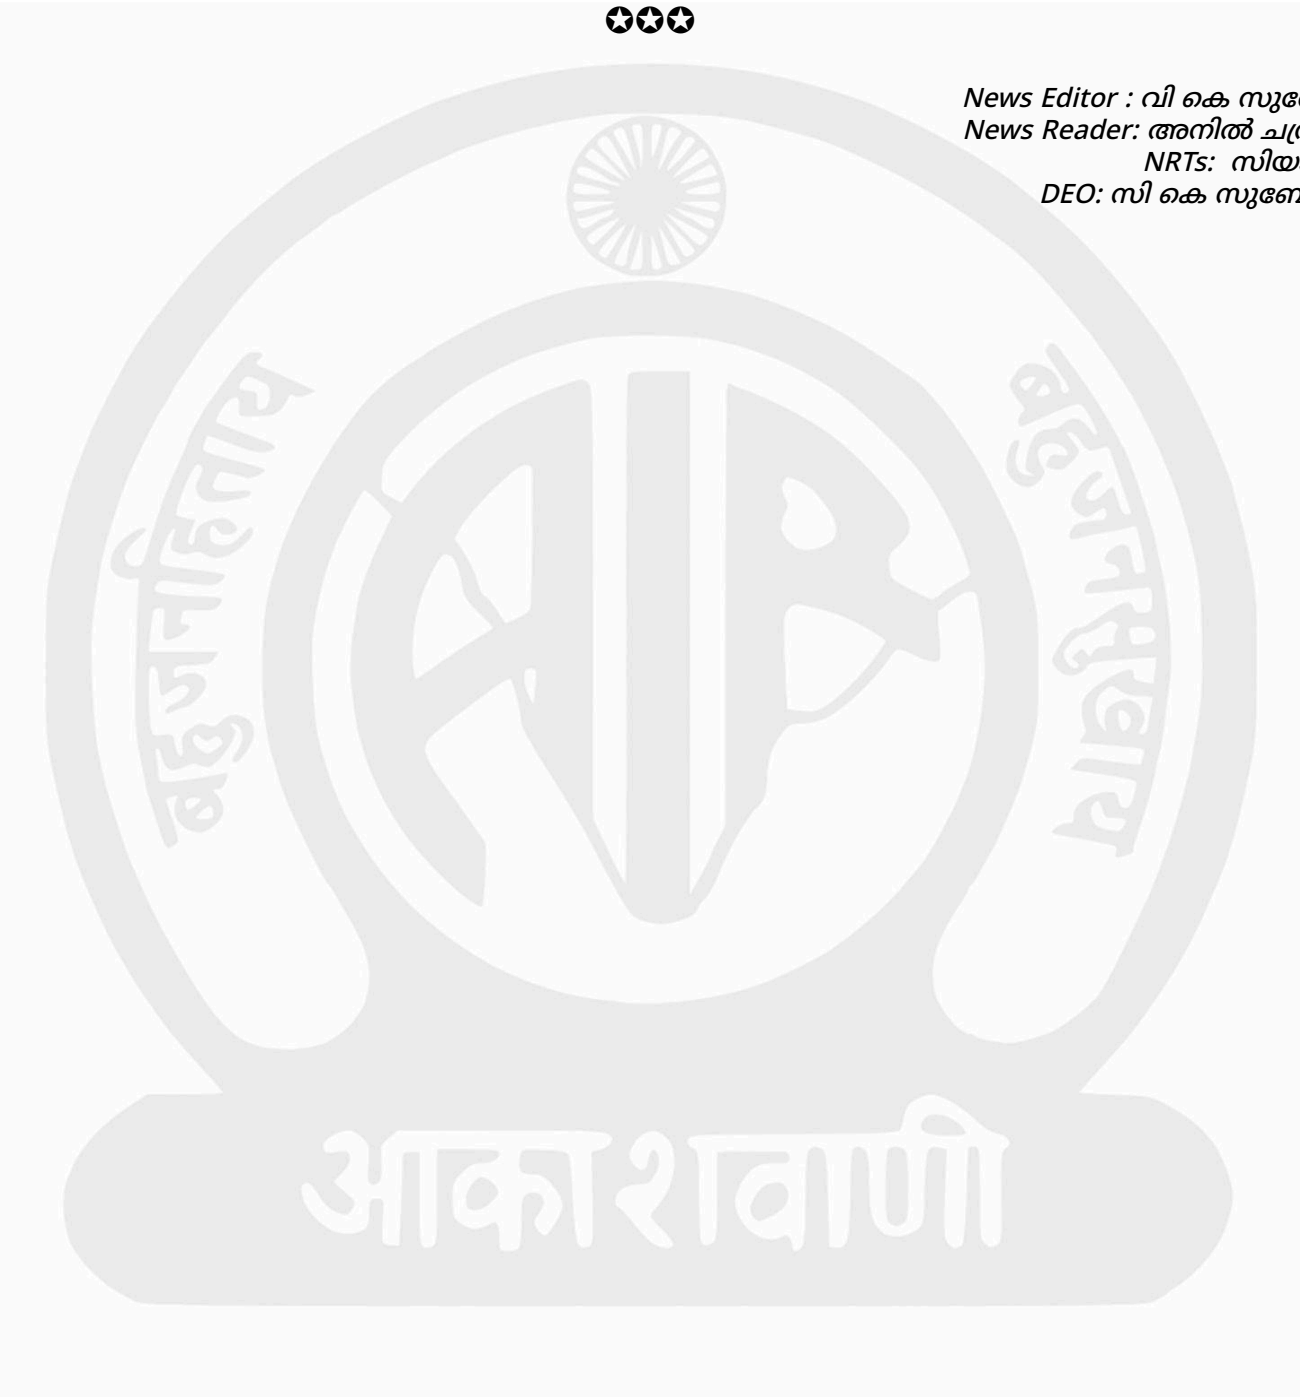 ✪✪✪
News Editor : വി കെ
News Reader: അനിൽ
NRTs:
DEO: സി കെ
बहुजनहिताय
बहुजनसुखाय
आकाशवाणी